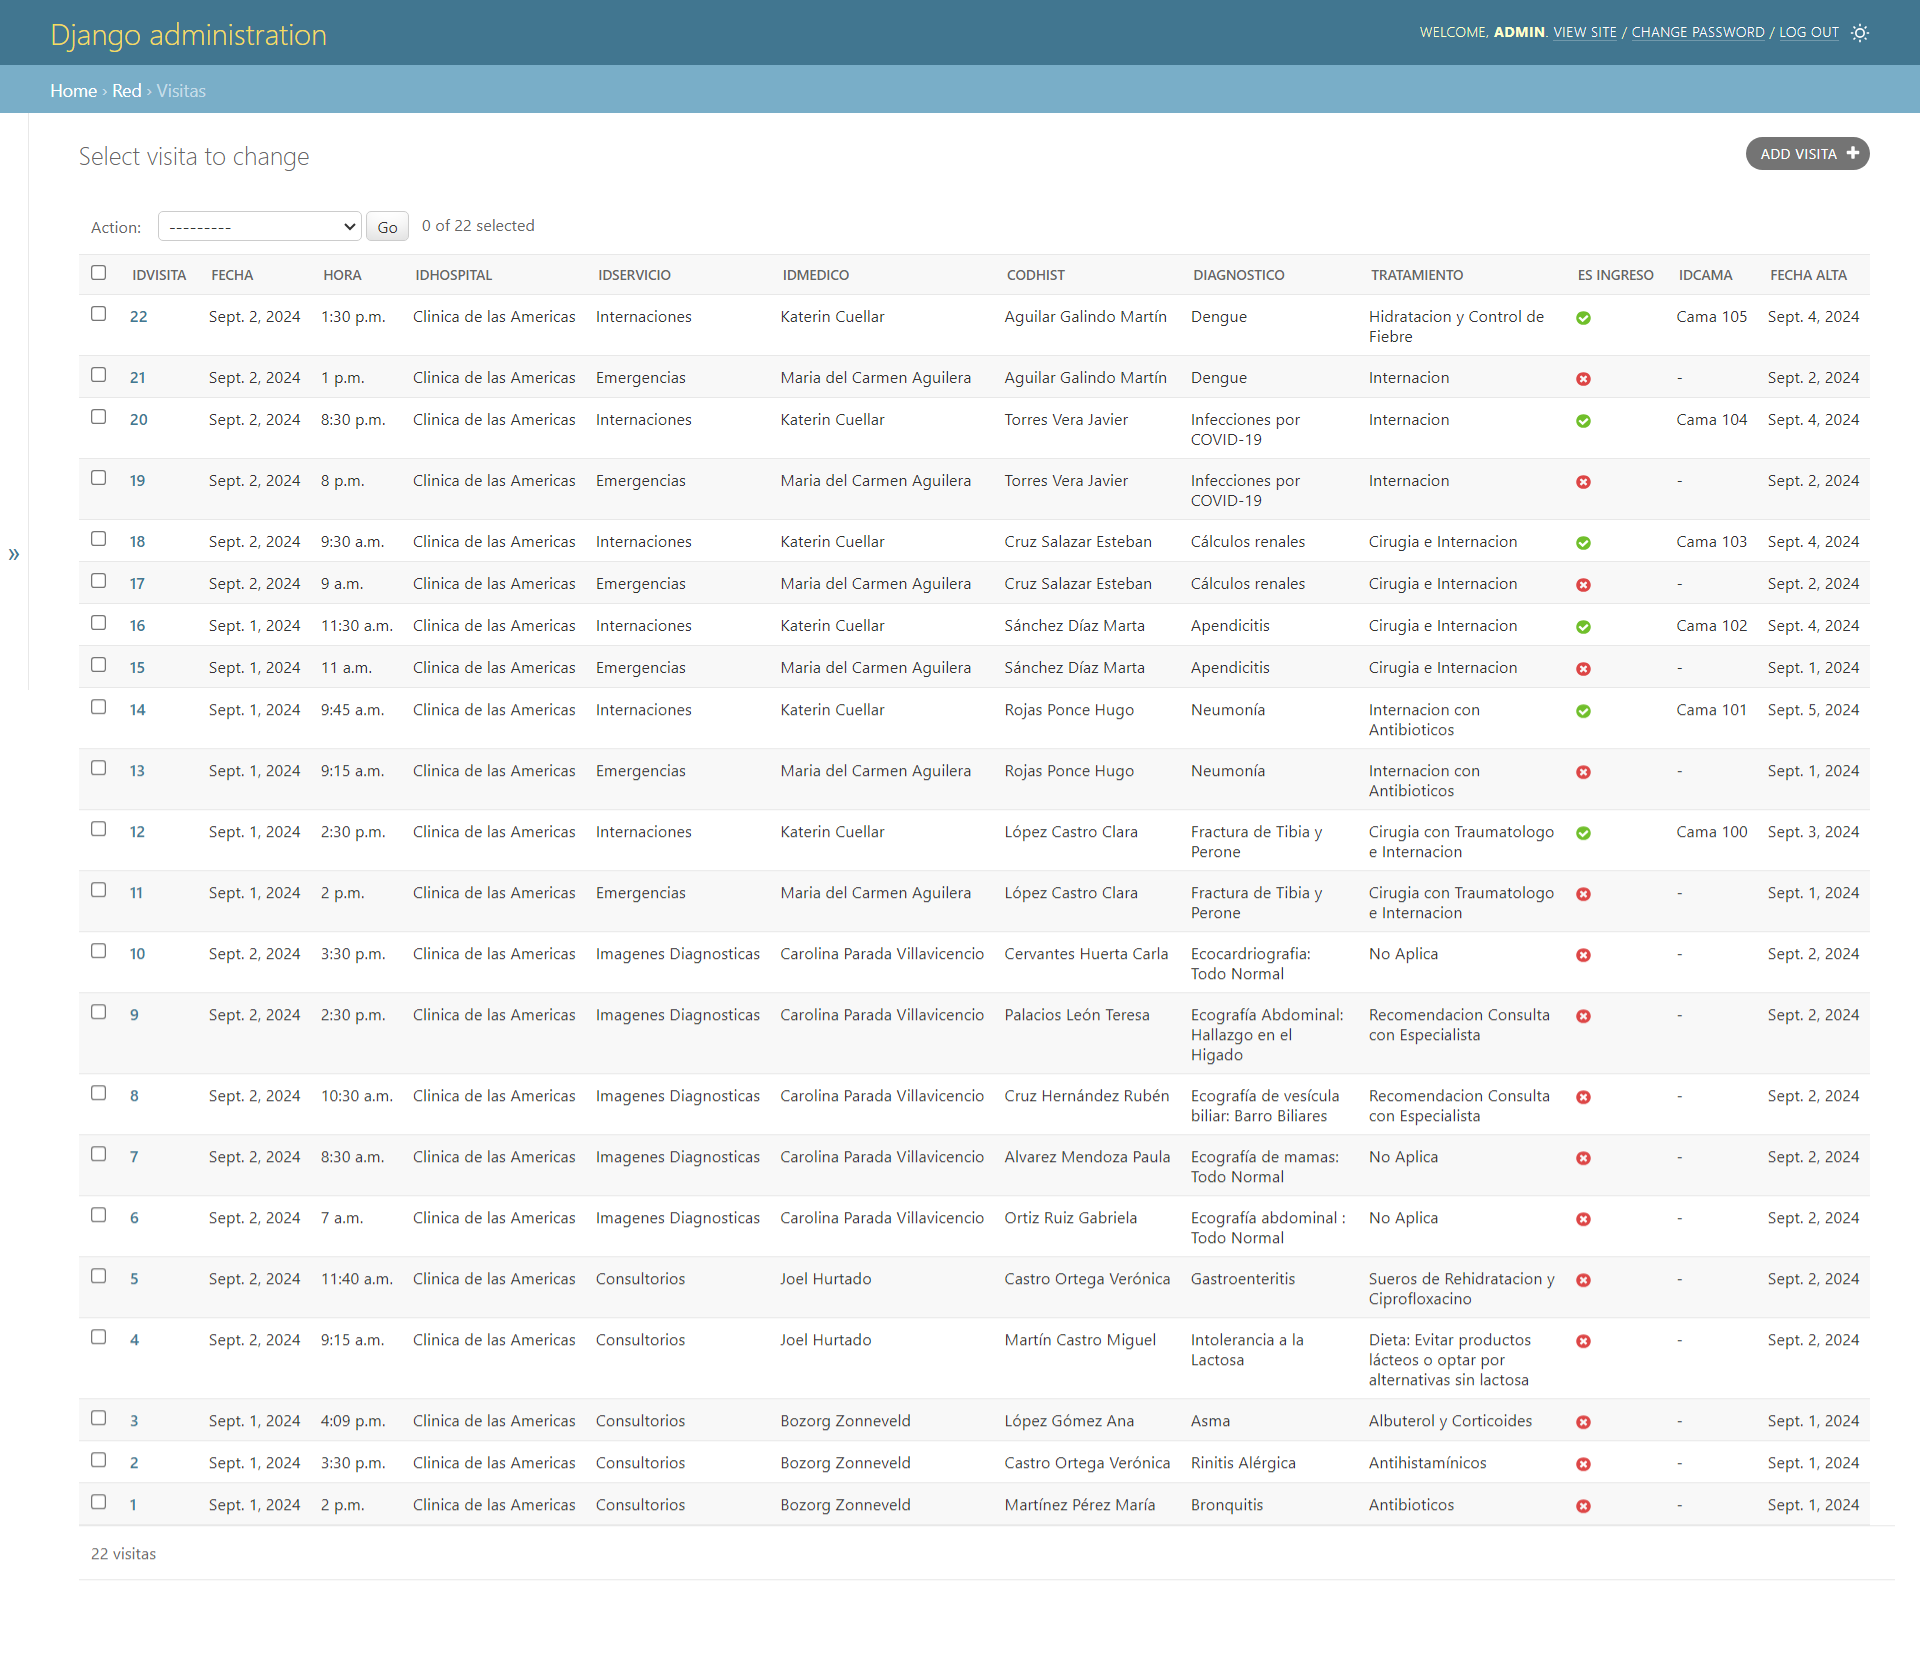 Django administration
WELCOME, ADMIN. VIEW SITE / CHANGE PASSWORD / LOG OUT
Home › Red › Visitas
Select visita to change
ADD VISITA +
Action: --------- Go 0 of 22 selected
IDVISITA FECHA HORA IDHOSPITAL IDSERVICIO IDMEDICO CODHIST DIAGNOSTICO TRATAMIENTO ES INGRESO IDCAMA FECHA ALTA
22 Sept. 2, 2024 1:30 p.m. Clinica de las Americas Internaciones Katerin Cuellar Aguilar Galindo Martín Dengue Hidratacion y Control de Cama 105 Sept. 4, 2024
Fiebre
21 Sept. 2, 2024 1 p.m. Clinica de las Americas Emergencias Maria del Carmen Aguilera Aguilar Galindo Martín Dengue Internacion - Sept. 2, 2024
20 Sept. 2, 2024 8:30 p.m. Clinica de las Americas Internaciones Katerin Cuellar Torres Vera Javier Infecciones por Internacion Cama 104 Sept. 4, 2024
COVID-19
19 Sept. 2, 2024 8 p.m. Clinica de las Americas Emergencias Maria del Carmen Aguilera Torres Vera Javier Infecciones por Internacion - Sept. 2, 2024
COVID-19
»
18 Sept. 2, 2024 9:30 a.m. Clinica de las Americas Internaciones Katerin Cuellar Cruz Salazar Esteban Cálculos renales Cirugia e Internacion Cama 103 Sept. 4, 2024
17 Sept. 2, 2024 9 a.m. Clinica de las Americas Emergencias Maria del Carmen Aguilera Cruz Salazar Esteban Cálculos renales Cirugia e Internacion - Sept. 2, 2024
16 Sept. 1, 2024 11:30 a.m. Clinica de las Americas Internaciones Katerin Cuellar Sánchez Díaz Marta Apendicitis Cirugia e Internacion Cama 102 Sept. 4, 2024
15 Sept. 1, 2024 11 a.m. Clinica de las Americas Emergencias Maria del Carmen Aguilera Sánchez Díaz Marta Apendicitis Cirugia e Internacion - Sept. 1, 2024
14 Sept. 1, 2024 9:45 a.m. Clinica de las Americas Internaciones Katerin Cuellar Rojas Ponce Hugo Neumonía Internacion con Cama 101 Sept. 5, 2024
Antibioticos
13 Sept. 1, 2024 9:15 a.m. Clinica de las Americas Emergencias Maria del Carmen Aguilera Rojas Ponce Hugo Neumonía Internacion con - Sept. 1, 2024
Antibioticos
12 Sept. 1, 2024 2:30 p.m. Clinica de las Americas Internaciones Katerin Cuellar López Castro Clara Fractura de Tibia y Cirugia con Traumatologo Cama 100 Sept. 3, 2024
Perone e Internacion
11 Sept. 1, 2024 2 p.m. Clinica de las Americas Emergencias Maria del Carmen Aguilera López Castro Clara Fractura de Tibia y Cirugia con Traumatologo - Sept. 1, 2024
Perone e Internacion
10 Sept. 2, 2024 3:30 p.m. Clinica de las Americas Imagenes Diagnosticas Carolina Parada Villavicencio Cervantes Huerta Carla Ecocardriografia: No Aplica - Sept. 2, 2024
Todo Normal
9 Sept. 2, 2024 2:30 p.m. Clinica de las Americas Imagenes Diagnosticas Carolina Parada Villavicencio Palacios León Teresa Ecografía Abdominal: Recomendacion Consulta - Sept. 2, 2024
Hallazgo en el con Especialista
Higado
8 Sept. 2, 2024 10:30 a.m. Clinica de las Americas Imagenes Diagnosticas Carolina Parada Villavicencio Cruz Hernández Rubén Ecografía de vesícula Recomendacion Consulta - Sept. 2, 2024
biliar: Barro Biliares con Especialista
7 Sept. 2, 2024 8:30 a.m. Clinica de las Americas Imagenes Diagnosticas Carolina Parada Villavicencio Alvarez Mendoza Paula Ecografía de mamas: No Aplica - Sept. 2, 2024
Todo Normal
6 Sept. 2, 2024 7 a.m. Clinica de las Americas Imagenes Diagnosticas Carolina Parada Villavicencio Ortiz Ruiz Gabriela Ecografía abdominal : No Aplica - Sept. 2, 2024
Todo Normal
5 Sept. 2, 2024 11:40 a.m. Clinica de las Americas Consultorios Joel Hurtado Castro Ortega Verónica Gastroenteritis Sueros de Rehidratacion y - Sept. 2, 2024
Ciprofloxacino
4 Sept. 2, 2024 9:15 a.m. Clinica de las Americas Consultorios Joel Hurtado Martín Castro Miguel Intolerancia a la Dieta: Evitar productos - Sept. 2, 2024
Lactosa lácteos o optar por
alternativas sin lactosa
3 Sept. 1, 2024 4:09 p.m. Clinica de las Americas Consultorios Bozorg Zonneveld López Gómez Ana Asma Albuterol y Corticoides - Sept. 1, 2024
2 Sept. 1, 2024 3:30 p.m. Clinica de las Americas Consultorios Bozorg Zonneveld Castro Ortega Verónica Rinitis Alérgica Antihistamínicos - Sept. 1, 2024
1 Sept. 1, 2024 2 p.m. Clinica de las Americas Consultorios Bozorg Zonneveld Martínez Pérez María Bronquitis Antibioticos - Sept. 1, 2024
22 visitas